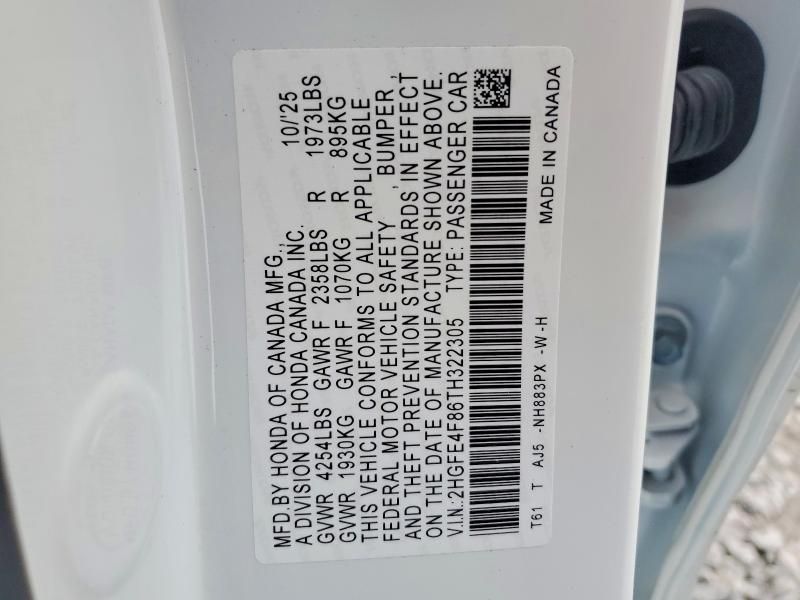 MFD.BY HONDA OF CANADA MFG., 10/'25
A DIVISION OF HONDA CANADA INC.
GVWR 4254LBS GAWR F 2358LBS R 1973LBS
GVWR 1930KG GAWR F 1070KG R 895KG
THIS VEHICLE CONFORMS TO ALL APPLICABLE
FEDERAL MOTOR VEHICLE SAFETY , BUMPER ,
AND THEFT PREVENTION STANDARDS IN EFFECT
ON THE DATE OF MANUFACTURE SHOWN ABOVE.
V.I.N.:2HGFE4F86TH322305 TYPE: PASSENGER CAR
T61 T AJ5 -NH883PX -W-H MADE IN CANADA